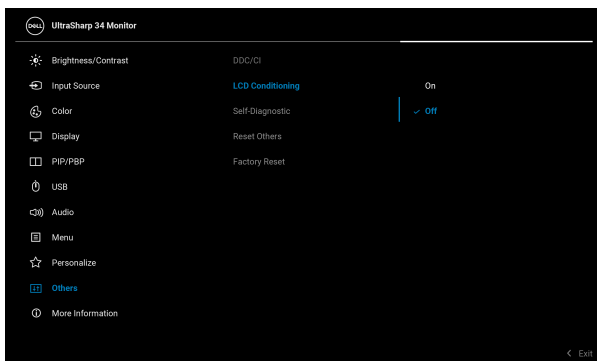 DELL UltraSharp 34 Monitor
Brightness/Contrast DDC/CI
Input Source LCD Conditioning On
Color Self-Diagnostic Off
Display Reset Others
PIP/PBP Factory Reset
USB
Audio
Menu
Personalize
Others
More Information
Exit